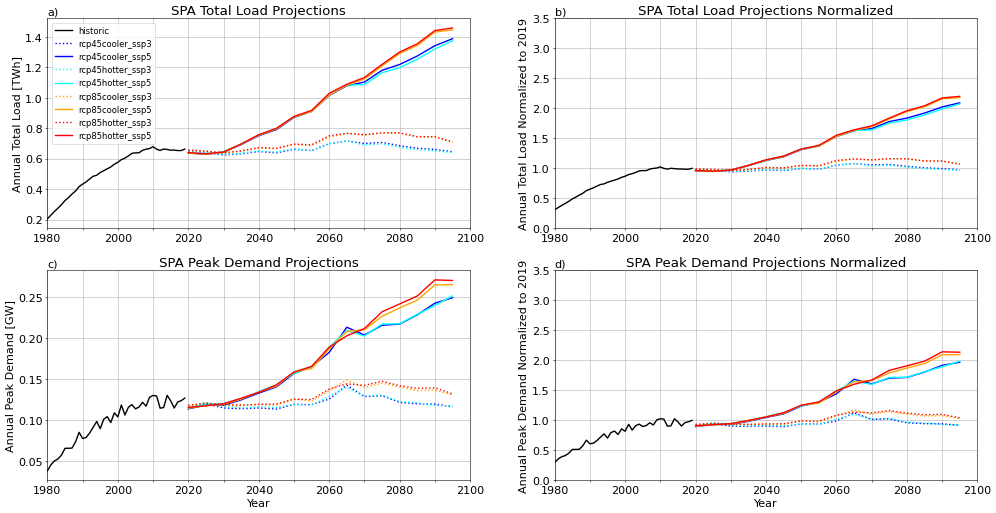 SPA Total Load Projections
a)
Annual Total Load [TWh]
1.4
1.2
1.0
0.8
0.6
0.4
0.2
historic
rcp45cooler_ssp3
rcp45cooler_ssp5
rcp45hotter_ssp3
rcp45hotter_ssp5
rcp85cooler_ssp3
rcp85cooler_ssp5
rcp85hotter_ssp3
rcp85hotter_ssp5
1980 2000 2020 2040 2060 2080 2100
SPA Total Load Projections Normalized
b)
Annual Total Load Normalized to 2019
3.5
3.0
2.5
2.0
1.5
1.0
0.5
0.0
1980 2000 2020 2040 2060 2080 2100
SPA Peak Demand Projections
c)
Annual Peak Demand [GW]
0.25
0.20
0.15
0.10
0.05
1980 2000 2020 2040 2060 2080 2100
Year
SPA Peak Demand Projections Normalized
d)
Annual Peak Demand Normalized to 2019
3.5
3.0
2.5
2.0
1.5
1.0
0.5
0.0
1980 2000 2020 2040 2060 2080 2100
Year